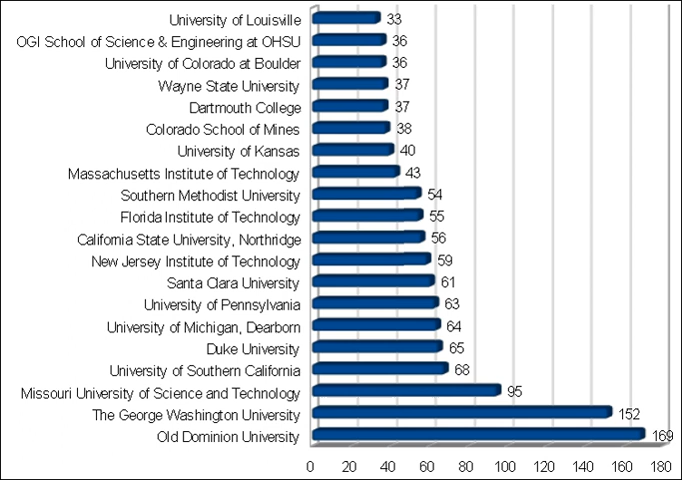 University of Louisville 33
OGI School of Science & Engineering at OHSU 36
University of Colorado at Boulder 36
Wayne State University 37
Dartmouth College 37
Colorado School of Mines 38
University of Kansas 40
Massachusetts Institute of Technology 43
Southern Methodist University 54
Florida Institute of Technology 55
California State University, Northridge 56
New Jersey Institute of Technology 59
Santa Clara University 61
University of Pennsylvania 63
University of Michigan, Dearborn 64
Duke University 65
University of Southern California 68
Missouri University of Science and Technology 95
The George Washington University 152
Old Dominion University 169
0 20 40 60 80 100 120 140 160 180